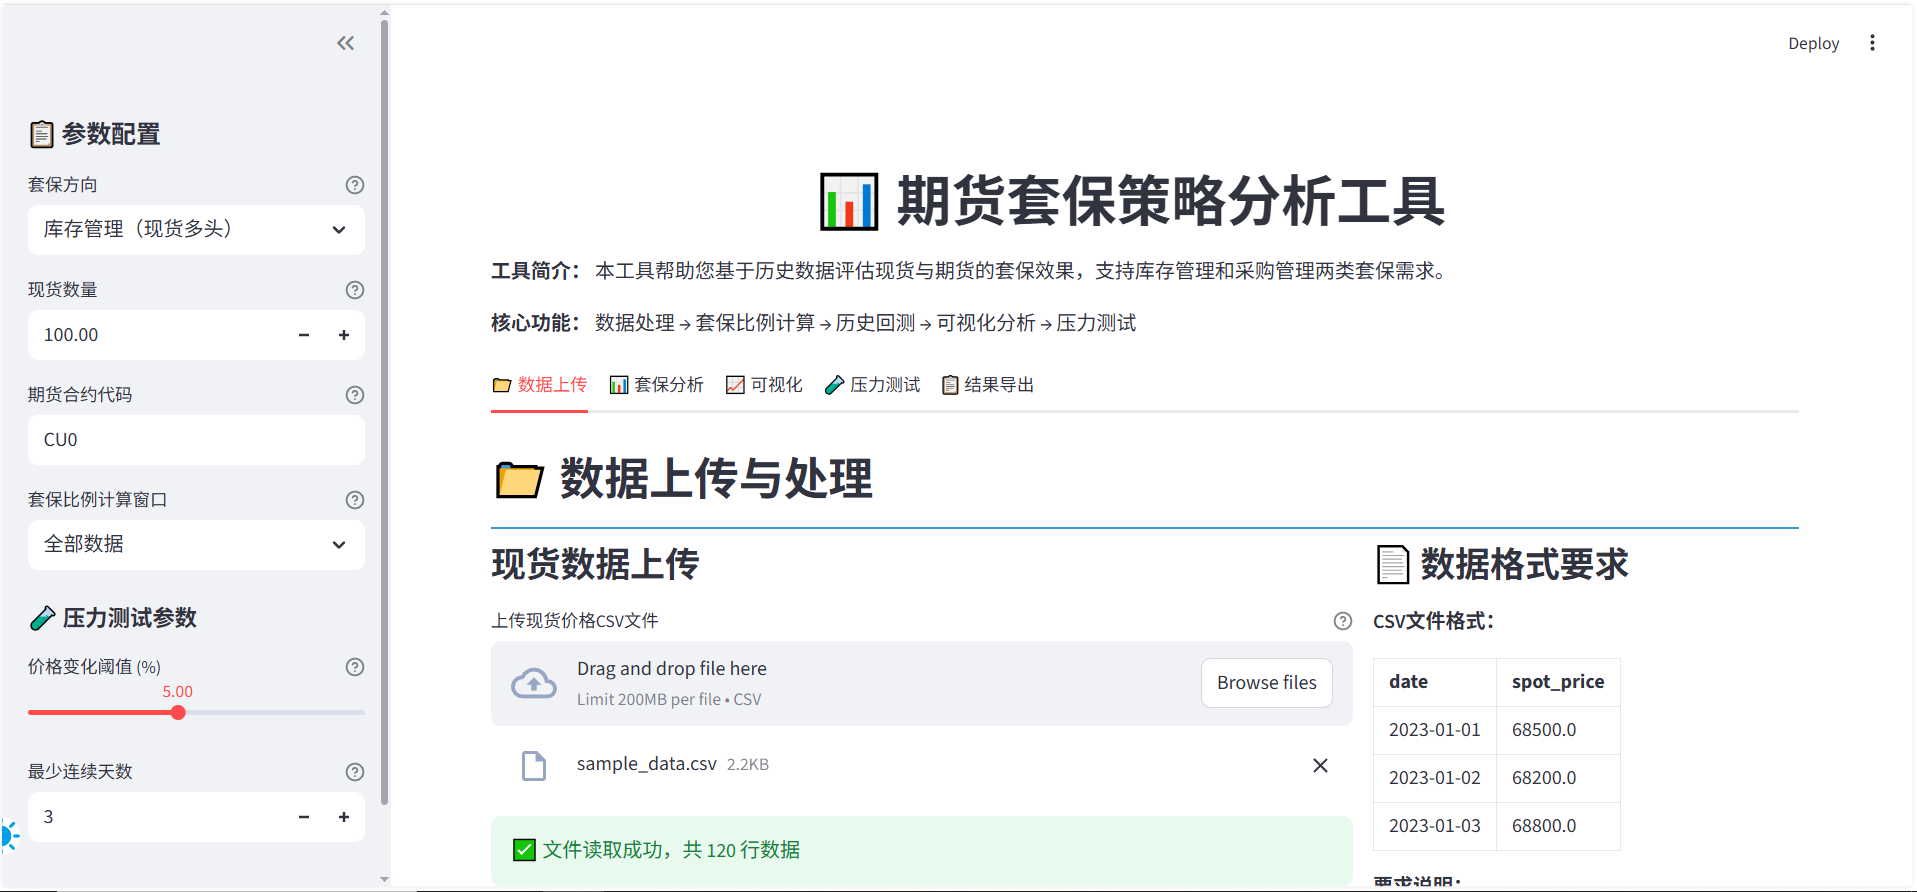 Deploy
参数配置
套保方向
库存管理（现货多头）
现货数量
100.00
期货合约代码
CU0
套保比例计算窗口
全部数据
压力测试参数
价格变化阈值 (%)
5.00
最少连续天数
3
期货套保策略分析工具
工具简介： 本工具帮助您基于历史数据评估现货与期货的套保效果，支持库存管理和采购管理两类套保需求。
核心功能： 数据处理 → 套保比例计算 → 历史回测 → 可视化分析 → 压力测试
数据上传 套保分析 可视化 压力测试 结果导出
数据上传与处理
现货数据上传
上传现货价格CSV文件
Drag and drop file here
Limit 200MB per file • CSV
Browse files
sample_data.csv 2.2KB
文件读取成功，共 120 行数据
数据格式要求
CSV文件格式：
date spot_price
2023-01-01 68500.0
2023-01-02 68200.0
2023-01-03 68800.0
要求说明：